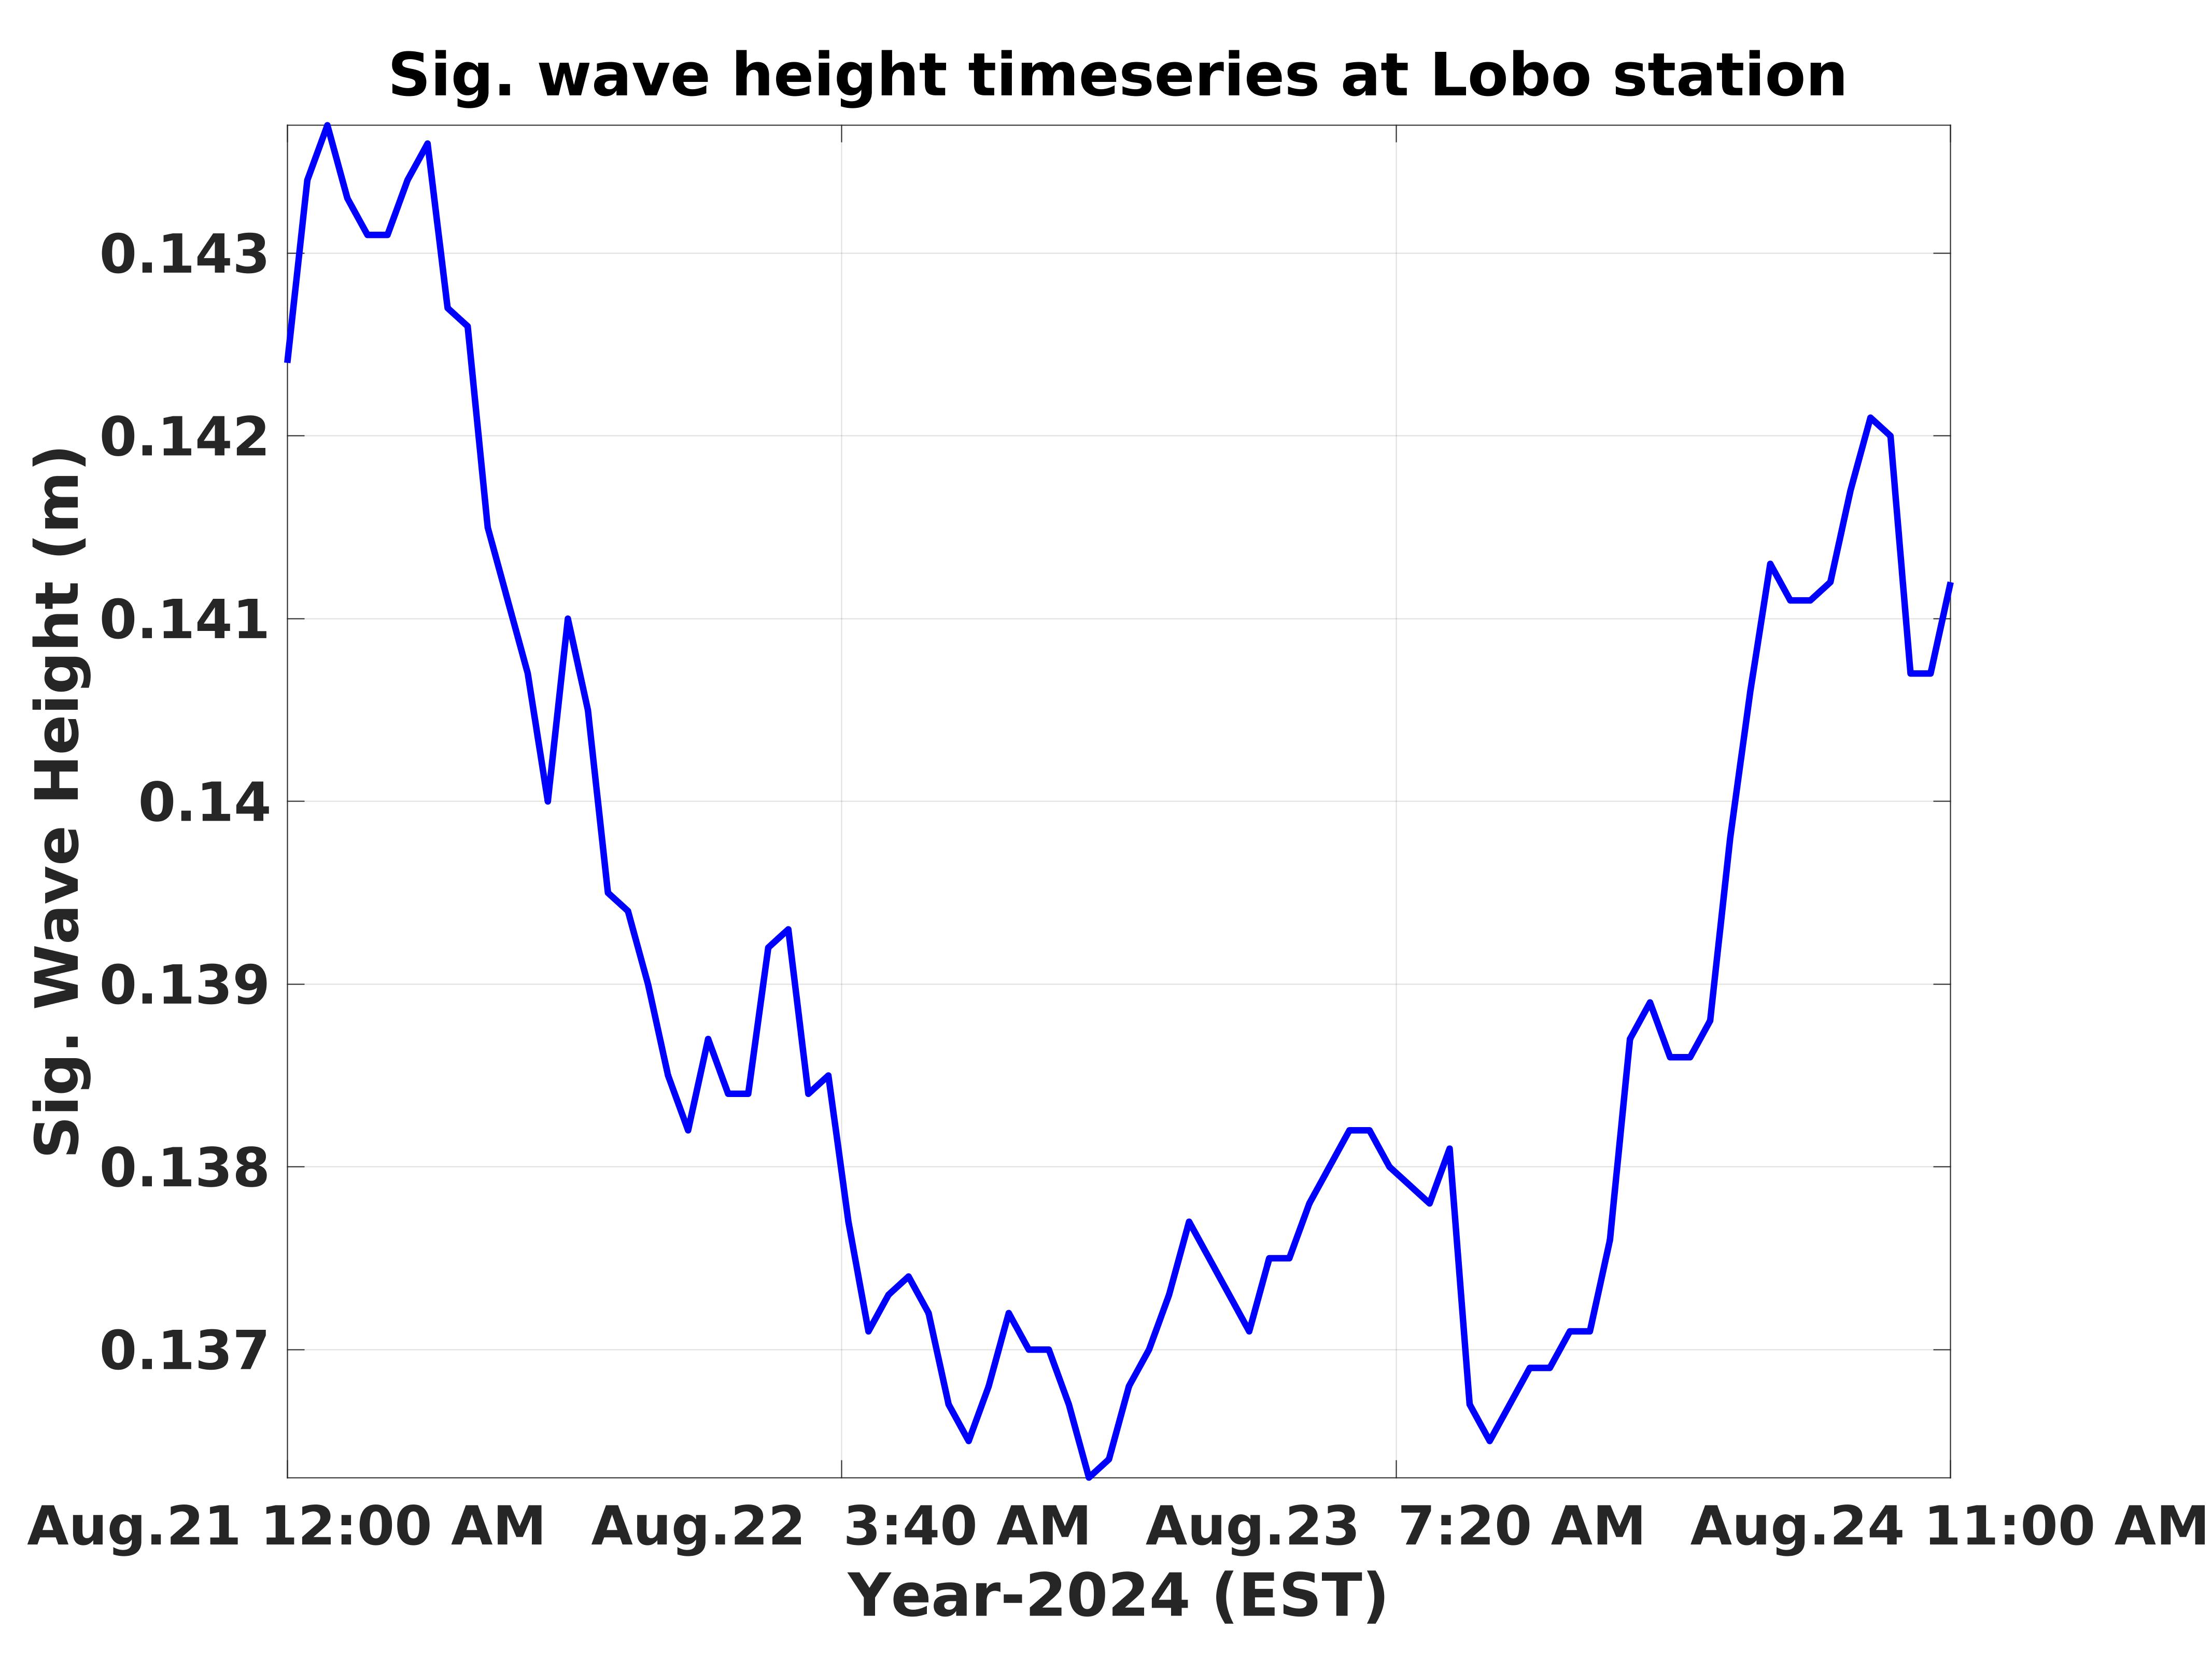 Sig. wave height timeseries at Lobo station
Sig. Wave Height (m)
0.143
0.142
0.141
0.14
0.139
0.138
0.137
Aug.21 12:00 AM Aug.22 3:40 AM Aug.23 7:20 AM Aug.24 11:00 AM
Year-2024 (EST)